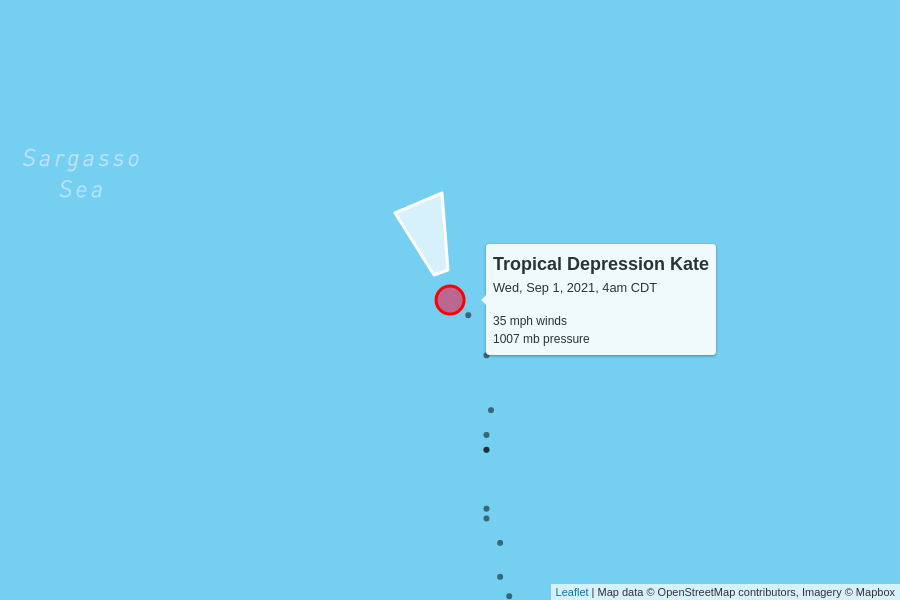 Sargasso
Sea
Tropical Depression Kate
Wed, Sep 1, 2021, 4am CDT
35 mph winds
1007 mb pressure
Leaflet | Map data © OpenStreetMap contributors, Imagery © Mapbox